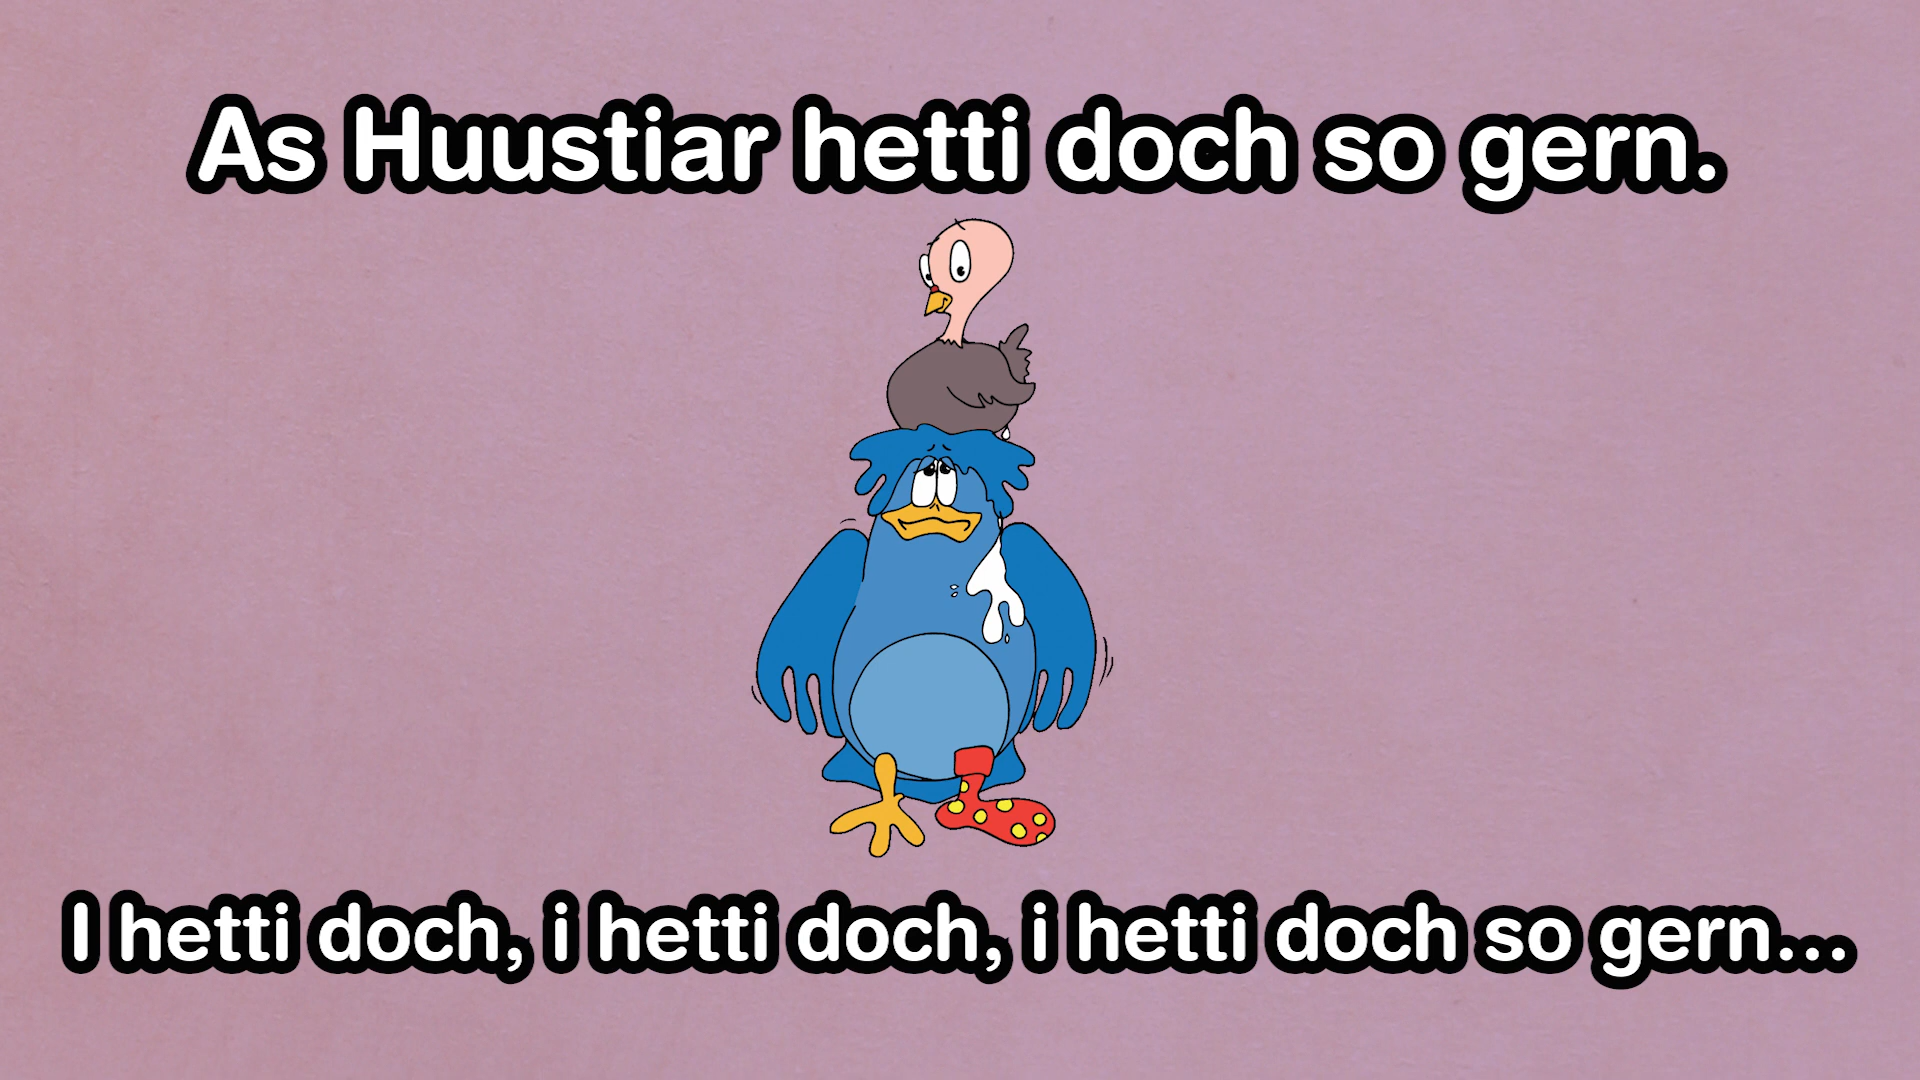 As Huustiar hetti doch so gern.
I hetti doch, i hetti doch, i hetti doch so gern...